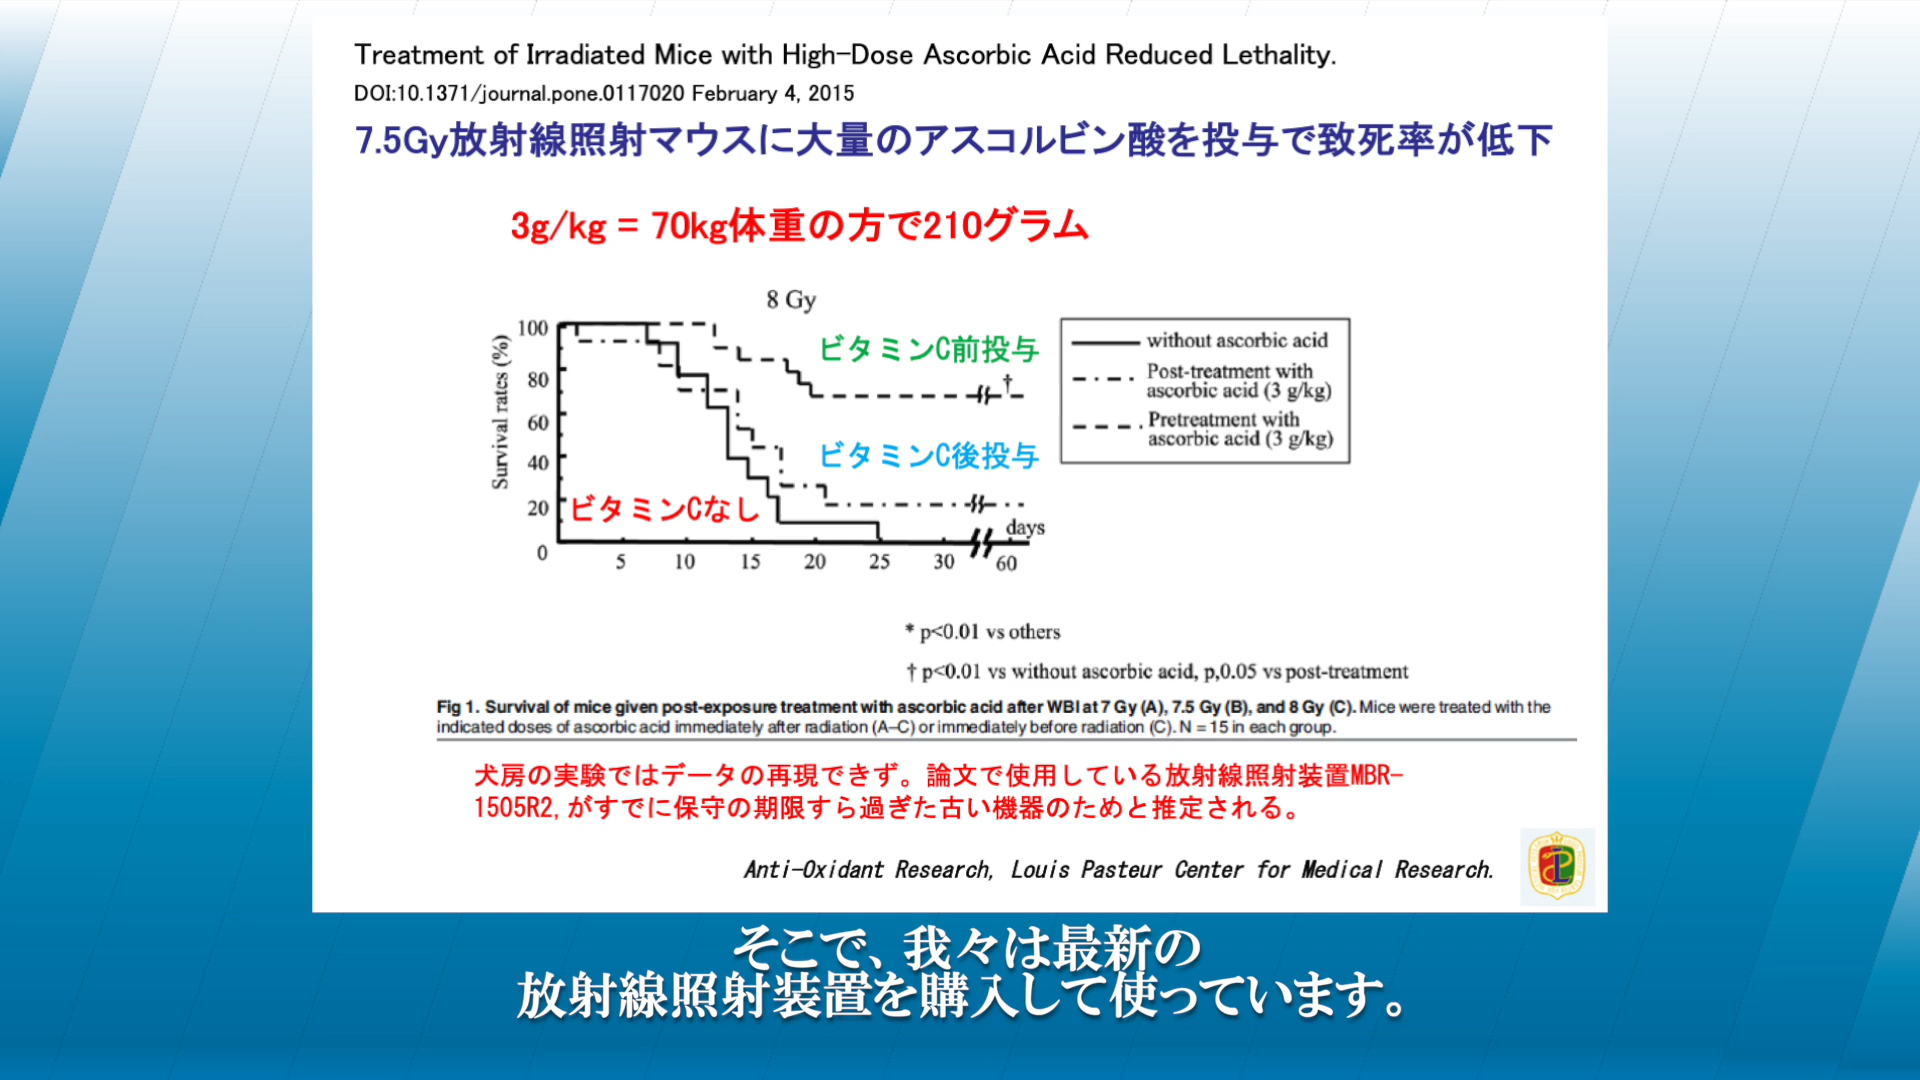 Treatment of Irradiated Mice with High-Dose Ascorbic Acid Reduced Lethality.
DOI:10.1371/journal.pone.0117020 February 4, 2015
7.5Gy放射線照射マウスに大量のアスコルビン酸を投与で致死率が低下
3g/kg = 70kg体重の方で210グラム
8 Gy
Survival rates (%)
100
80
60
40
20
0
5 10 15 20 25 30 60
days
ビタミンC前投与
†
ビタミンC後投与
ビタミンCなし
without ascorbic acid
Post-treatment with
ascorbic acid (3 g/kg)
Pretreatment with
ascorbic acid (3 g/kg)
* p<0.01 vs others
† p<0.01 vs without ascorbic acid, p,0.05 vs post-treatment
Fig 1. Survival of mice given post-exposure treatment with ascorbic acid after WBI at 7 Gy (A), 7.5 Gy (B), and 8 Gy (C). Mice were treated with the
indicated doses of ascorbic acid immediately after radiation (A–C) or immediately before radiation (C). N = 15 in each group.
犬房の実験ではデータの再現できず。論文で使用している放射線照射装置MBR-
1505R2, がすでに保守の期限すら過ぎた古い機器のためと推定される。
Anti-Oxidant Research, Louis Pasteur Center for Medical Research.
そこで、我々は最新の
放射線照射装置を購入して使っています。